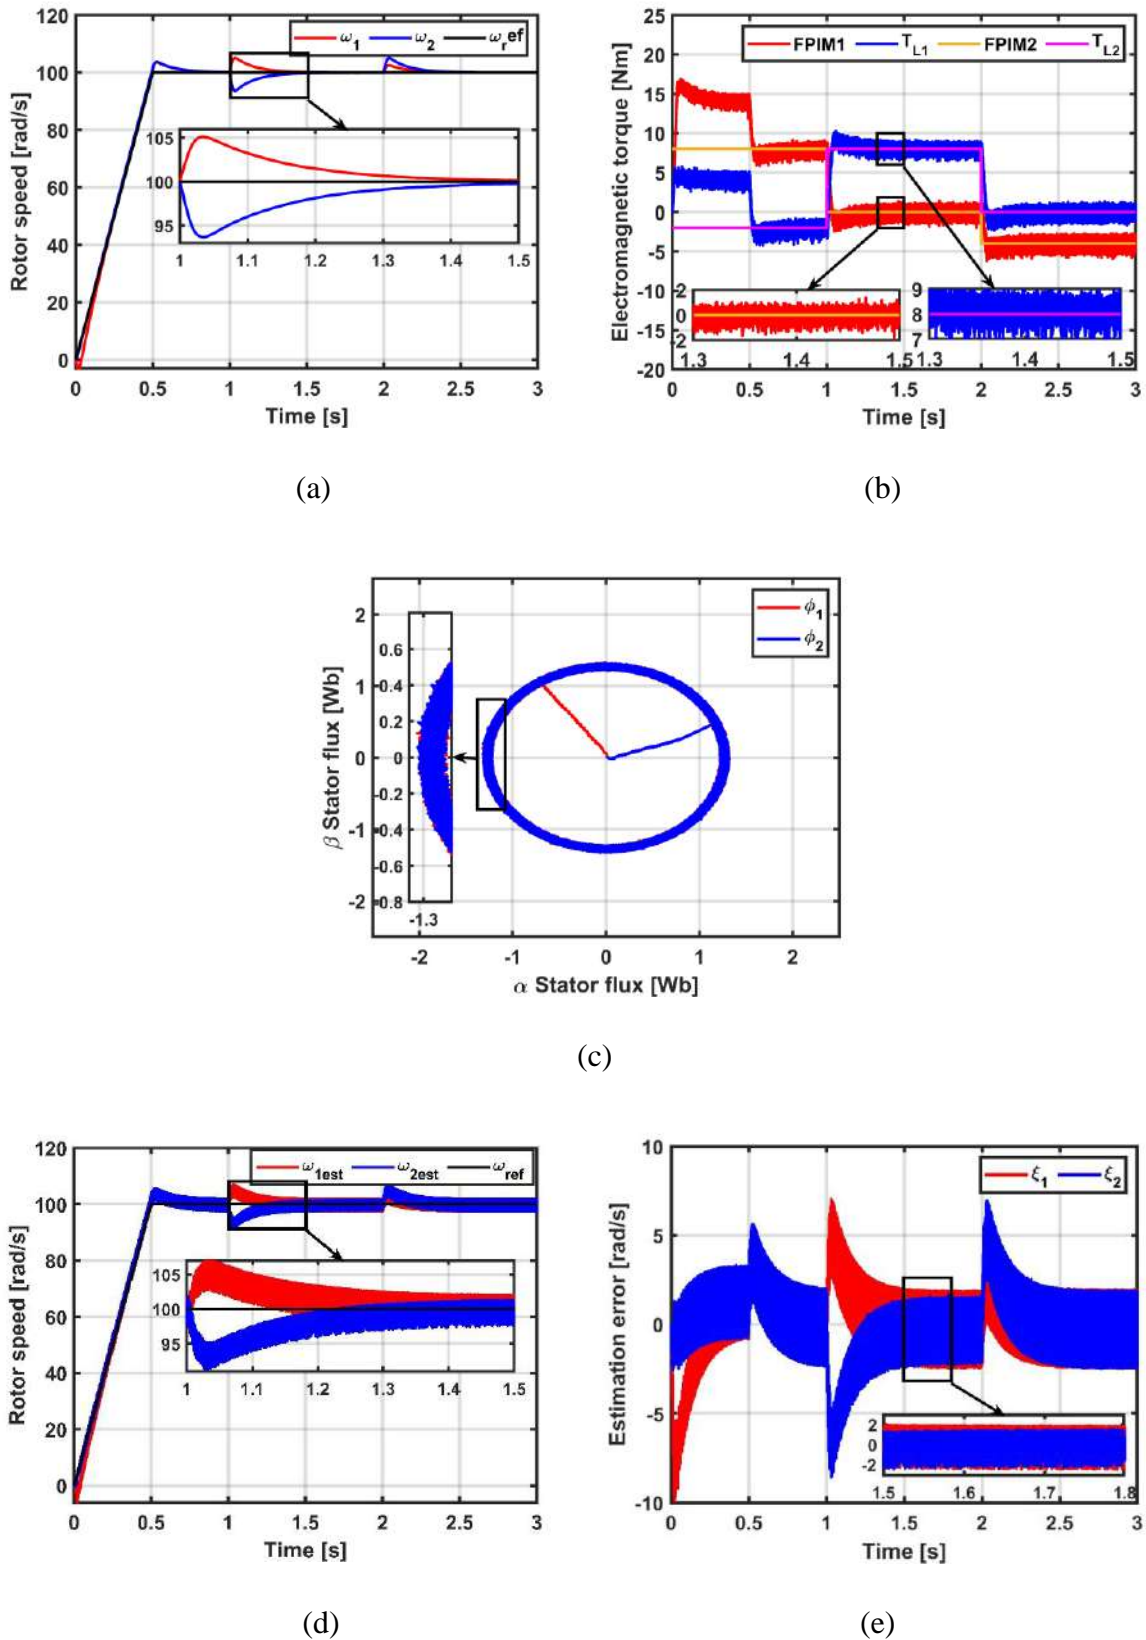 120
100
80
60
40
20
0
Rotor speed [rad/s]
ω1 ω2 ωref
105
100
95
1 1.1 1.2 1.3 1.4 1.5
0 0.5 1 1.5 2 2.5 3
Time [s]
(a)
25
20
15
10
5
0
-5
-10
-15
-20
Electromagnetic torque [Nm]
FPIM1 TL1 FPIM2 TL2
2
0
-2
1.3 1.4 1.5
9
8
7
1.3 1.4 1.5
0 0.5 1 1.5 2 2.5 3
Time [s]
(b)
2
1
0
-1
-2
β Stator flux [Wb]
ϕ1
ϕ2
0.6
0.4
0.2
0
-0.2
-0.4
-0.6
-0.8
-1.3
-2 -1 0 1 2
α Stator flux [Wb]
(c)
120
100
80
60
40
20
0
Rotor speed [rad/s]
ω1est ω2est ωref
105
100
95
1 1.1 1.2 1.3 1.4 1.5
0 0.5 1 1.5 2 2.5 3
Time [s]
(d)
10
5
0
-5
-10
Estimation error [rad/s]
ξ1 ξ2
2
0
-2
1.5 1.6 1.7 1.8
0 0.5 1 1.5 2 2.5 3
Time [s]
(e)